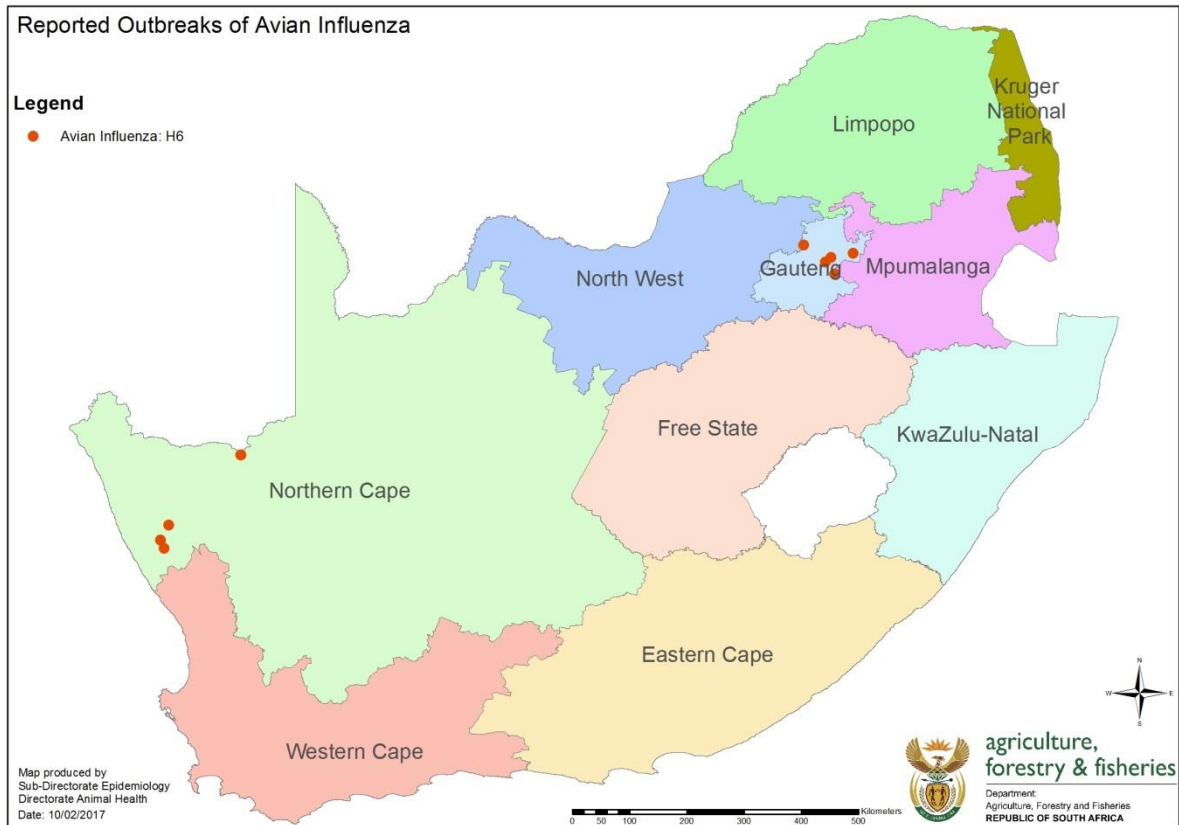 Reported Outbreaks of Avian Influenza
Legend
Avian Influenza: H6
Limpopo
Kruger
National
Park
North West
Gauteng
Mpumalanga
Free State
KwaZulu-Natal
Northern Cape
Eastern Cape
Western Cape
N
W E
S
Map produced by
Sub-Directorate Epidemiology
Directorate Animal Health
Date: 10/02/2017
Kilometers
0 50 100 200 300 400 500
agriculture,
forestry & fisheries
Department:
Agriculture, Forestry and Fisheries
REPUBLIC OF SOUTH AFRICA